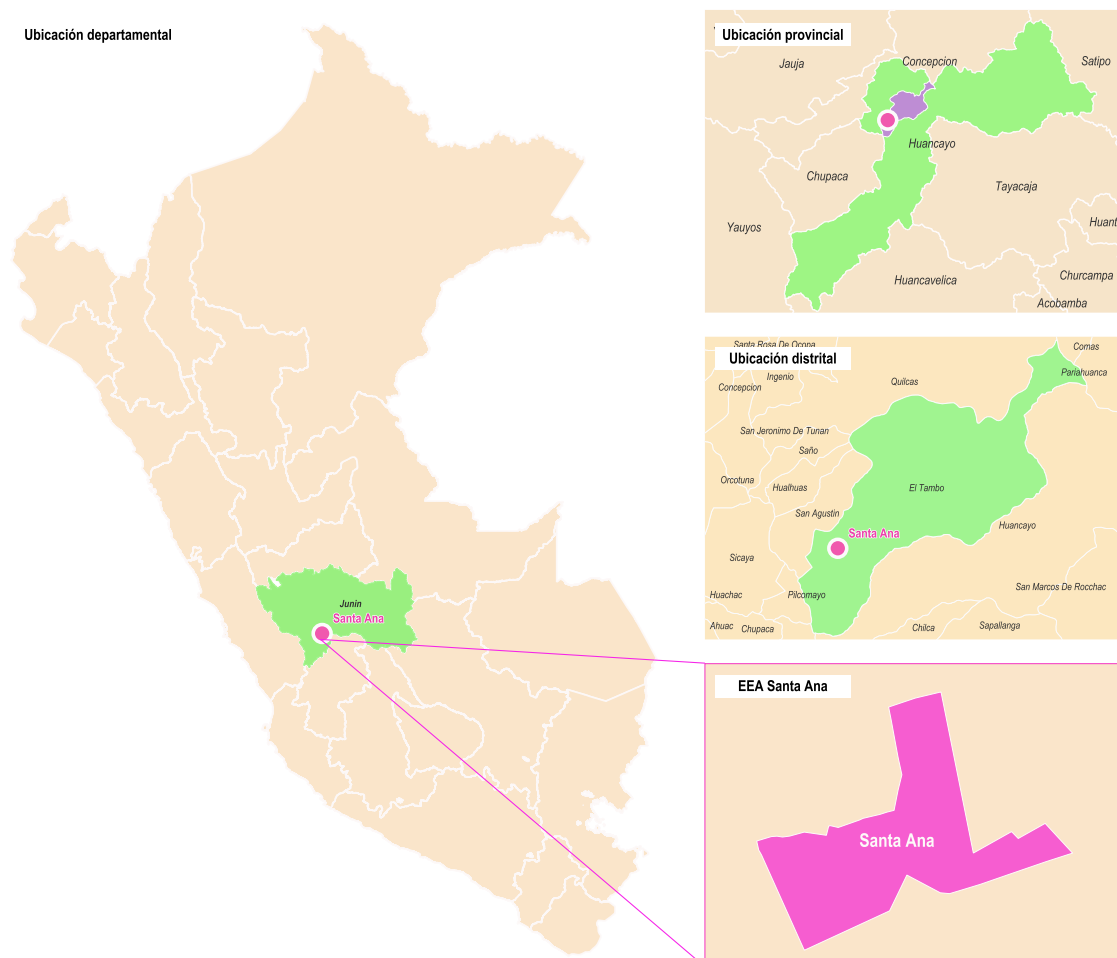 Ubicación departamental
Junin
Santa Ana
Ubicación provincial
Jauja
Concepcion
Satipo
Huancayo
Chupaca
Tayacaja
Yauyos
Huant
Huancavelica
Churcampa
Acobamba
Santa Rosa De Ocopa
Comas
Ubicación distrital
Ingenio
Pariahuanca
Concepcion
Quilcas
San Jeronimo De Tunan
Saño
Orcotuna
Hualhuas
El Tambo
San Agustin
Huancayo
Santa Ana
Sicaya
San Marcos De Rocchac
Huachac
Pilcomayo
Ahuac
Chupaca
Chilca
Sapallanga
EEA Santa Ana
Santa Ana